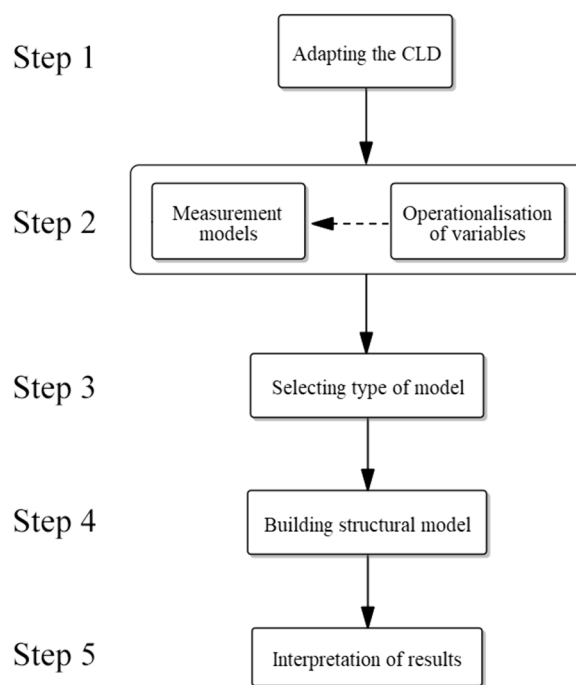 Step 1
Adapting the CLD
Step 2
Measurement
models
Operationalisation
of variables
Step 3
Selecting type of model
Step 4
Building structural model
Step 5
Interpretation of results